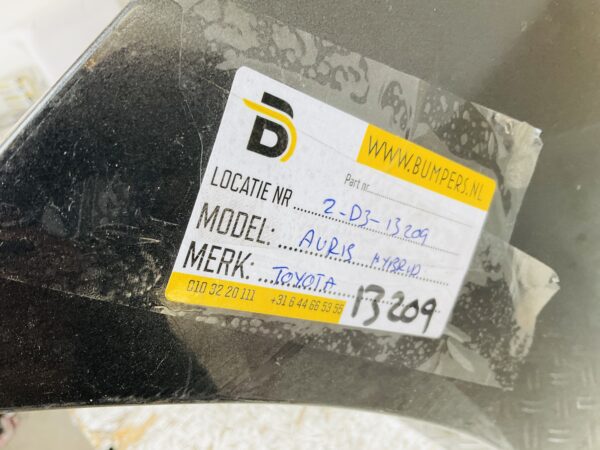 B
WWW.BUMPERS.NL
Part nr.
LOCATIE NR 2-D3-13209
MODEL: AURIS HYBRID
MERK: TOYOTA
010 32 20 111 +31 6 44 66 53 55
13209